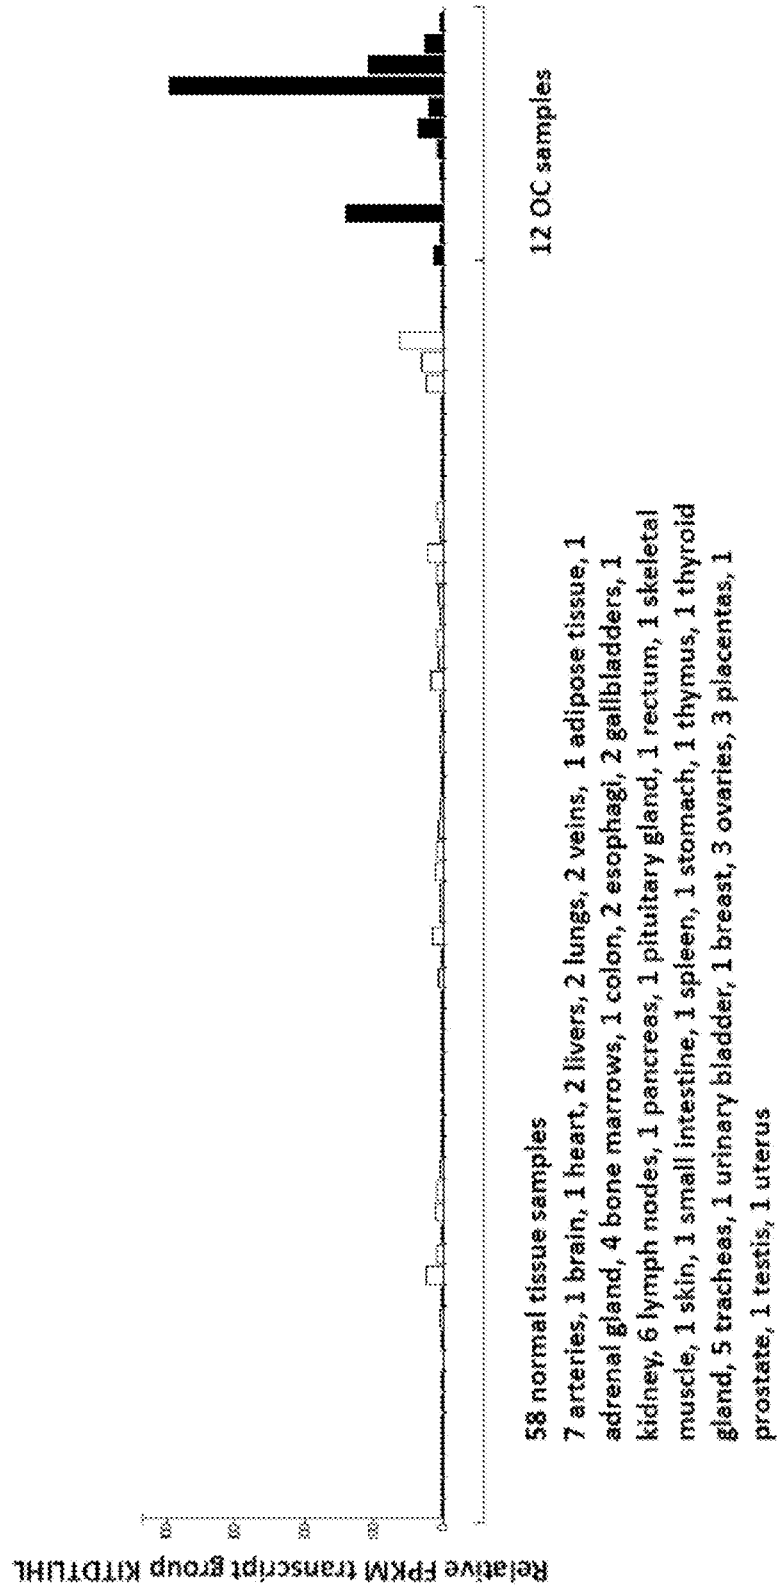 Relative FPKM transcript group KITDTUHL
0
58 normal tissue samples
7 arteries, 1 brain, 1 heart, 2 livers, 2 lungs, 2 veins, 1 adipose tissue, 1
adrenal gland, 4 bone marrows, 1 colon, 2 esophagi, 2 gallbladders, 1
kidney, 6 lymph nodes, 1 pancreas, 1 pituitary gland, 1 rectum, 1 skeletal
muscle, 1 skin, 1 small intestine, 1 spleen, 1 stomach, 1 thymus, 1 thyroid
gland, 5 tracheas, 1 urinary bladder, 1 breast, 3 ovaries, 3 placentas, 1
prostate, 1 testis, 1 uterus
12 OC samples